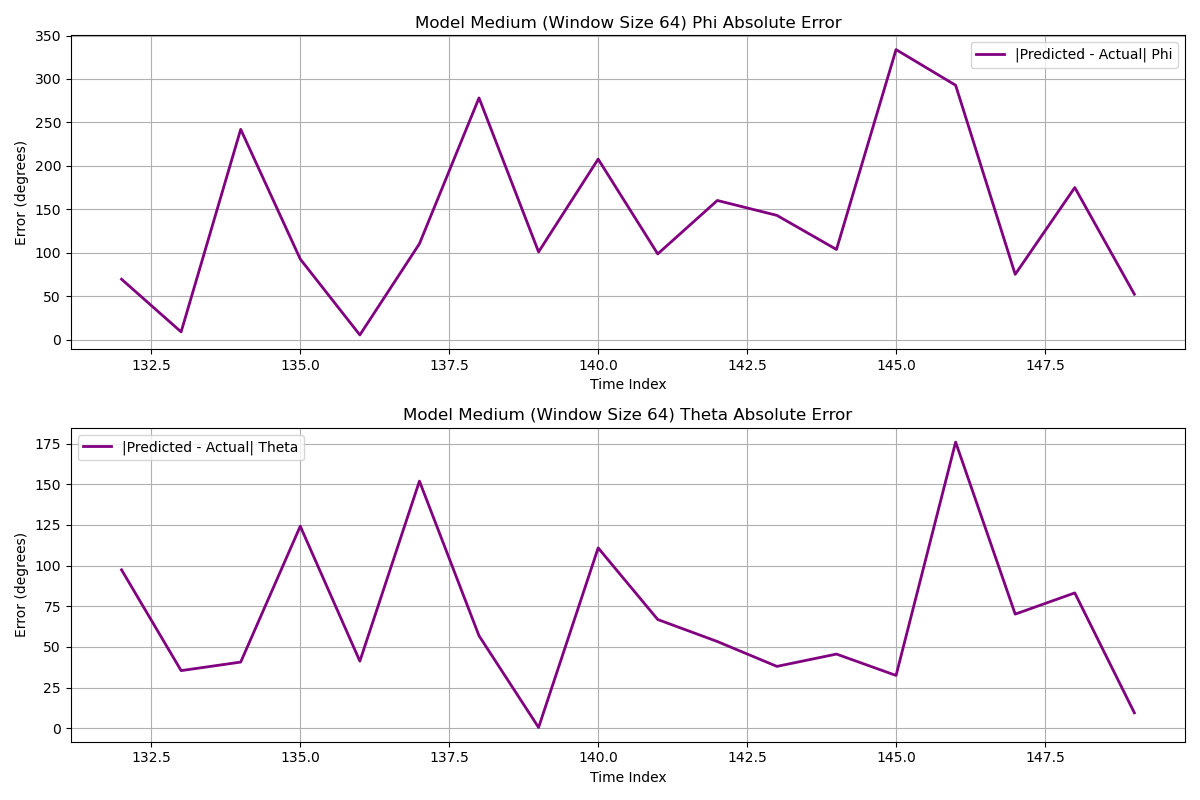 Model Medium (Window Size 64) Phi Absolute Error
350
300
250
200
150
100
50
0
Error (degrees)
|Predicted - Actual| Phi
132.5 135.0 137.5 140.0 142.5 145.0 147.5
Time Index
Model Medium (Window Size 64) Theta Absolute Error
175
150
125
100
75
50
25
0
Error (degrees)
|Predicted - Actual| Theta
132.5 135.0 137.5 140.0 142.5 145.0 147.5
Time Index